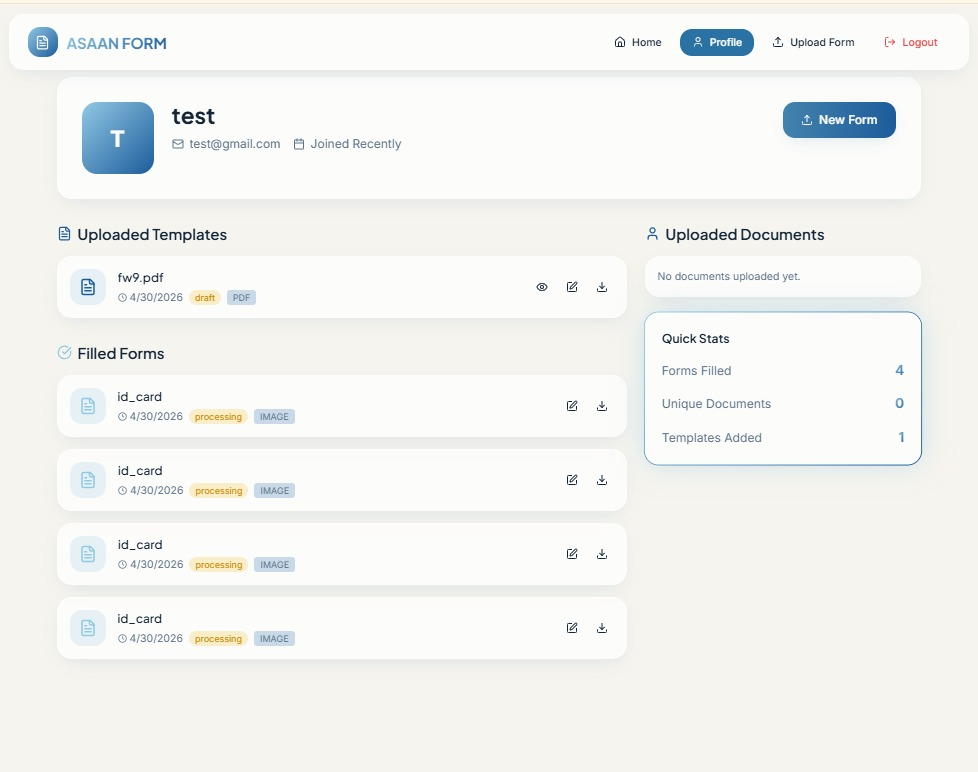 ASAAN FORM
Home Profile Upload Form Logout
T
test
test@gmail.com Joined Recently
New Form
Uploaded Templates
fw9.pdf
4/30/2026 draft PDF
Filled Forms
id_card
4/30/2026 processing IMAGE
id_card
4/30/2026 processing IMAGE
id_card
4/30/2026 processing IMAGE
id_card
4/30/2026 processing IMAGE
Uploaded Documents
No documents uploaded yet.
Quick Stats
Forms Filled 4
Unique Documents 0
Templates Added 1